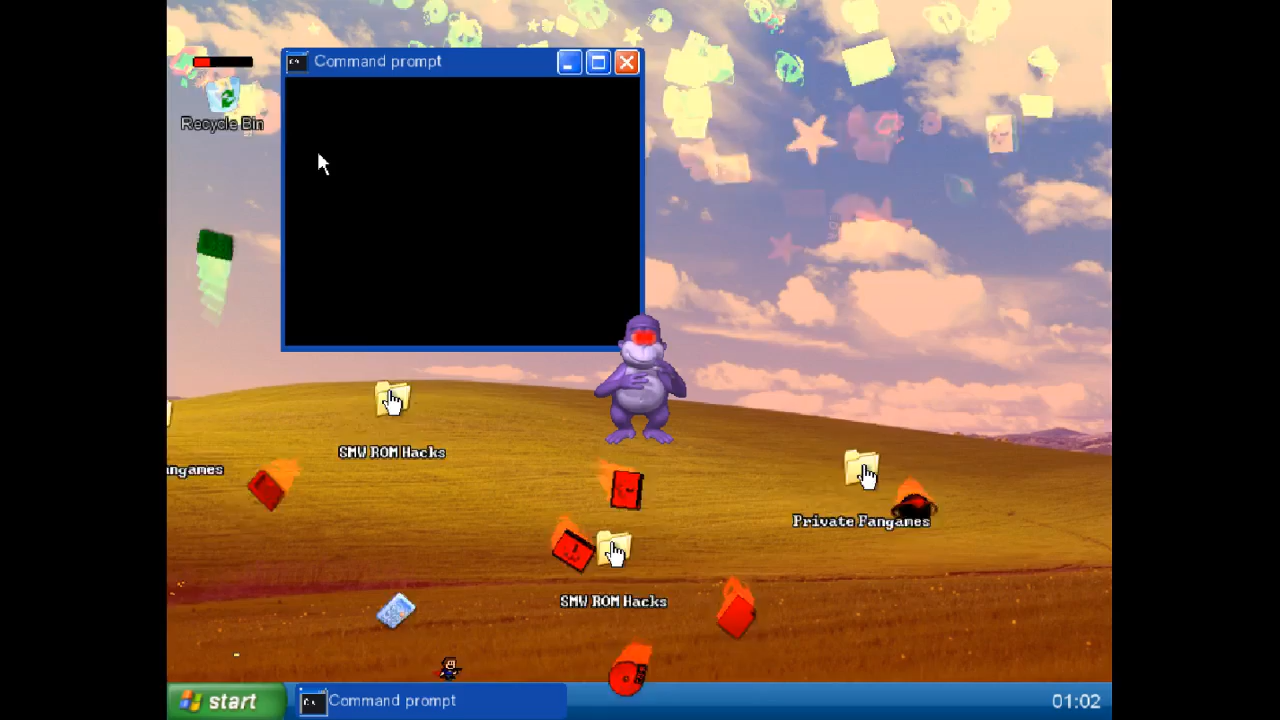 Command prompt
Recycle Bin
SMW ROM Hacks
angames
Private Fangames
SMW ROM Hacks
start
Command prompt
01:02